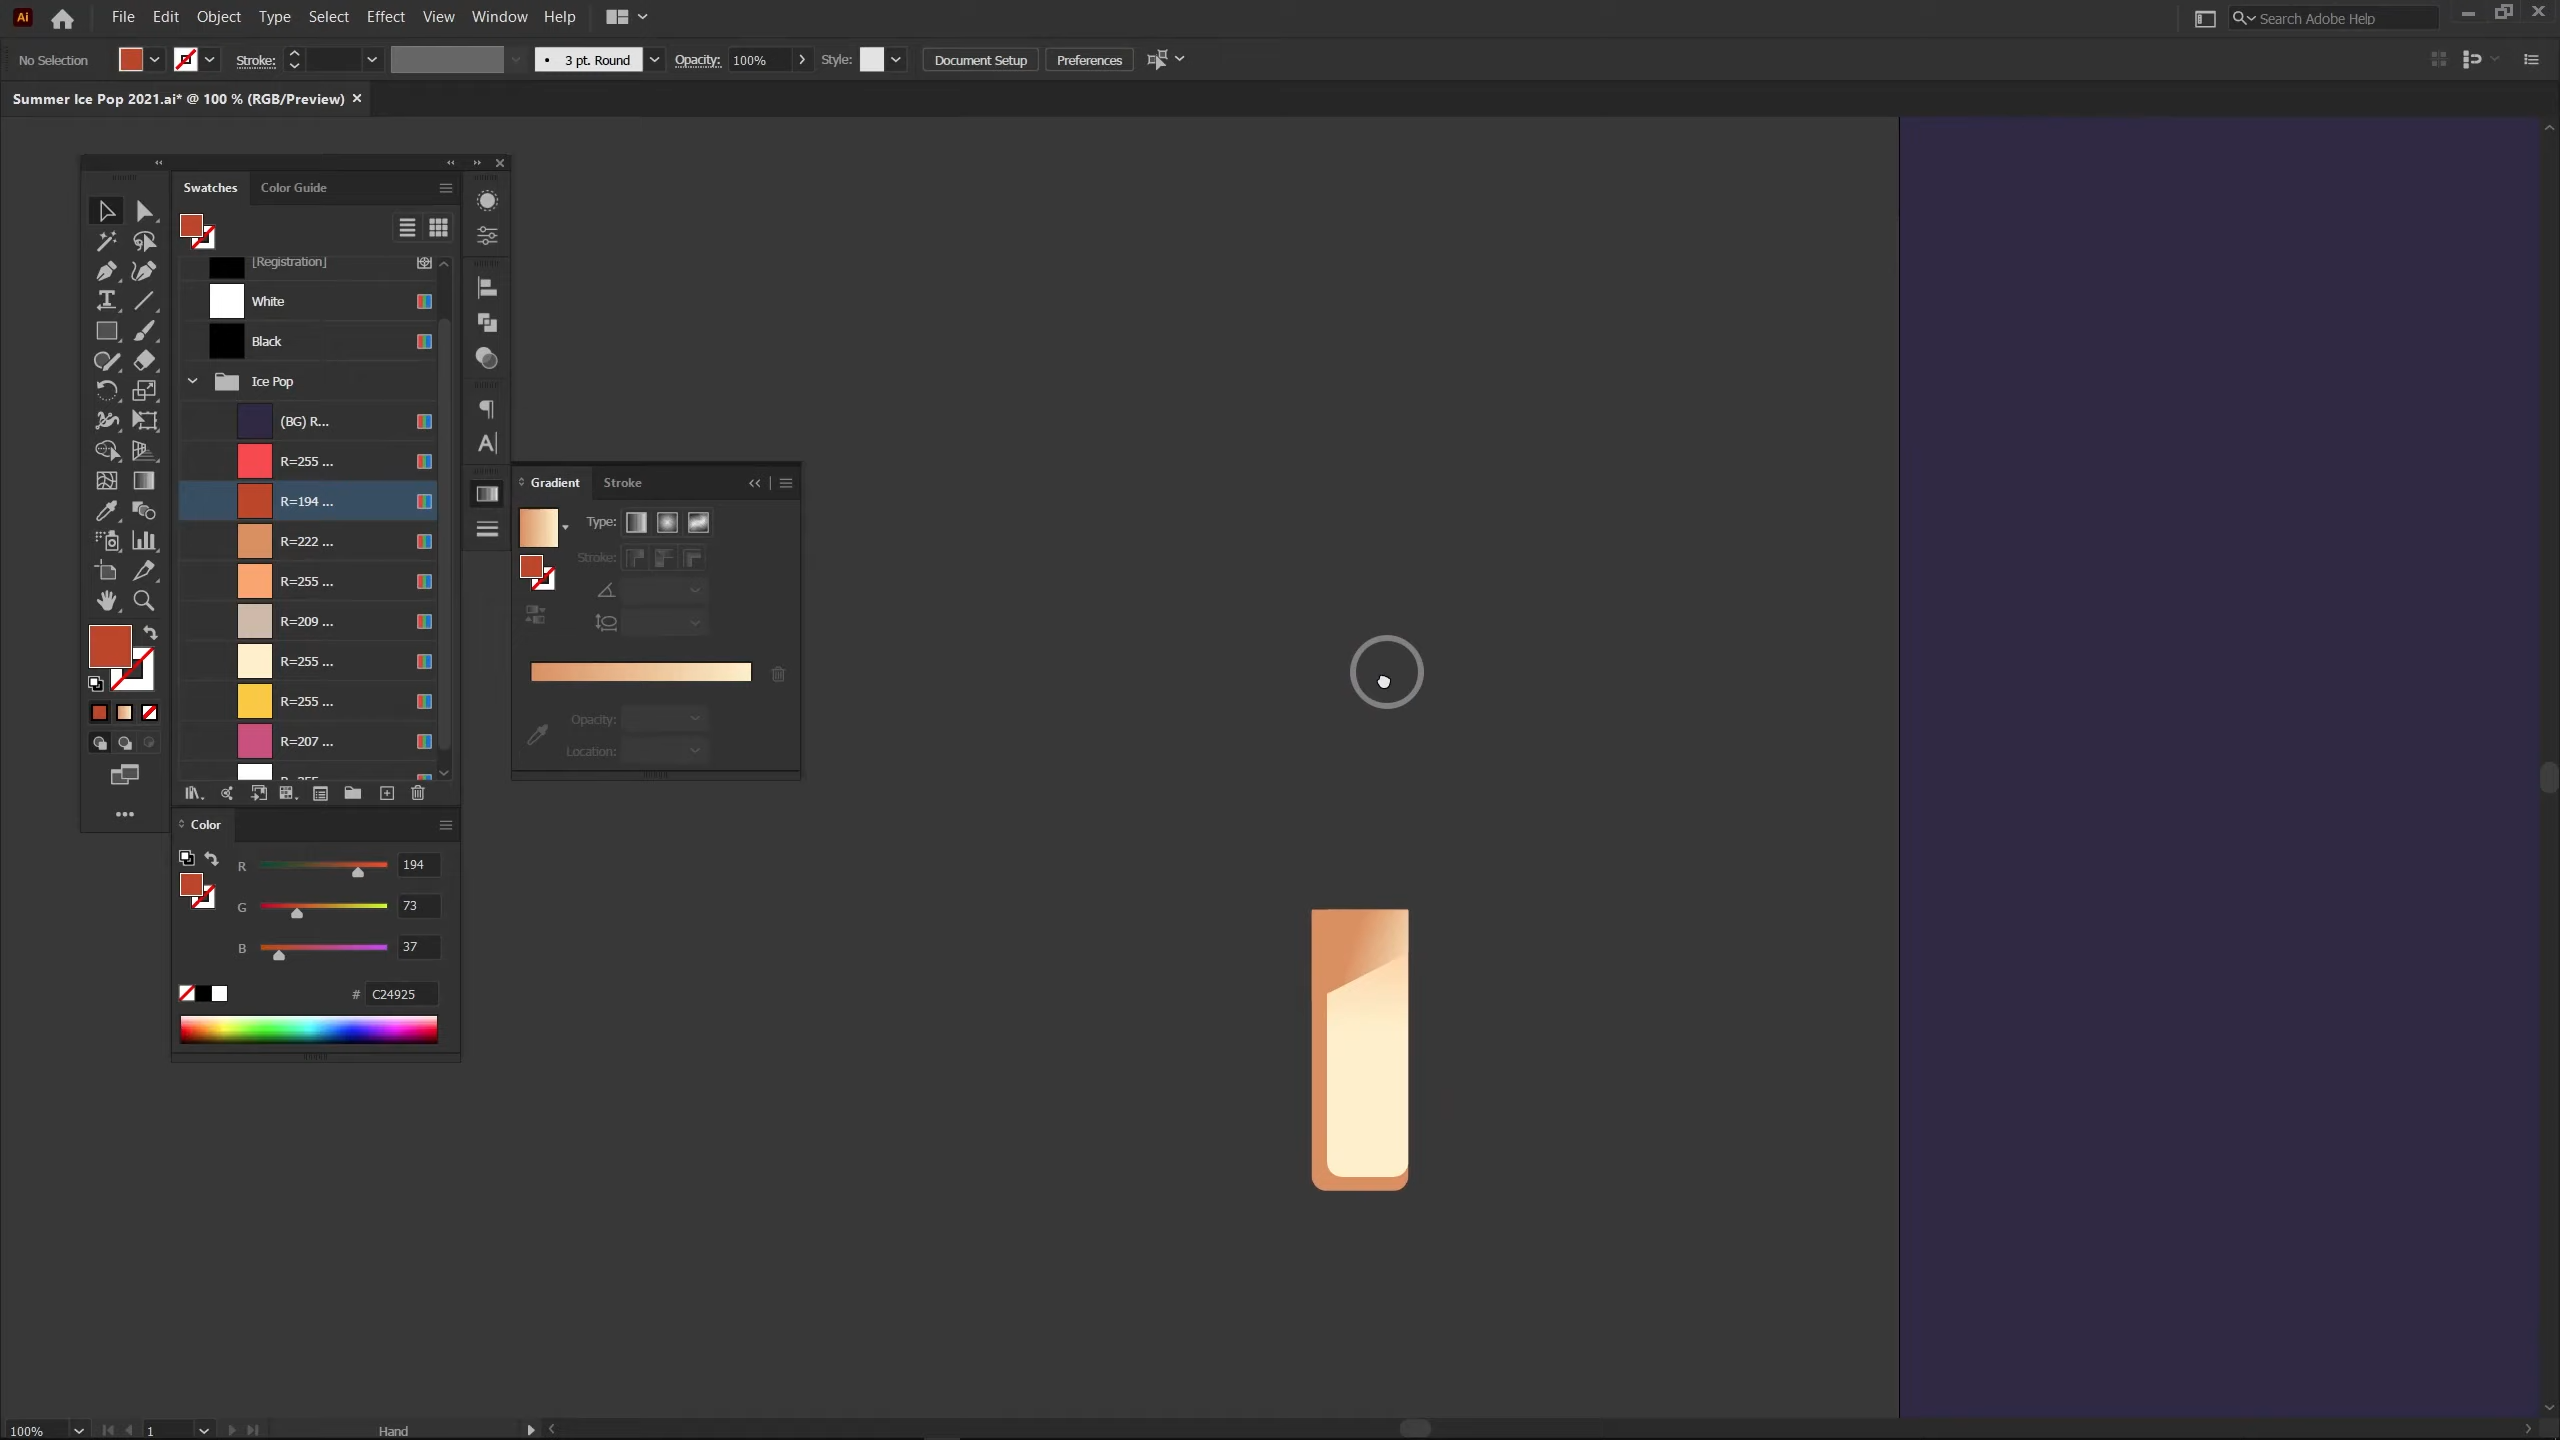 Ai
File Edit Object Type Select Effect View Window Help
Search Adobe Help
No Selection
Stroke:
3 pt. Round
Opacity: 100%
Style:
Document Setup
Preferences
Summer Ice Pop 2021.ai* @ 100 % (RGB/Preview)
Swatches Color Guide
[Registration]
White
Black
Ice Pop
(BG) R...
R=255 ...
R=194 ...
R=222 ...
R=255 ...
R=209 ...
R=255 ...
R=255 ...
R=207 ...
R=255 ...
Gradient Stroke
Type:
Stroke:
Opacity:
Location:
Color
R 194
G 73
B 37
# C24925
100% 1 Hand